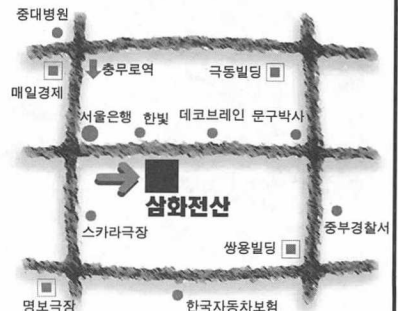 중대병원
충무로역
극동빌딩
매일경제
서울은행
한빛
데코브레인
문구박사
삼화전산
스카라극장
중부경찰서
쌍용빌딩
명보극장
한국자동차보험